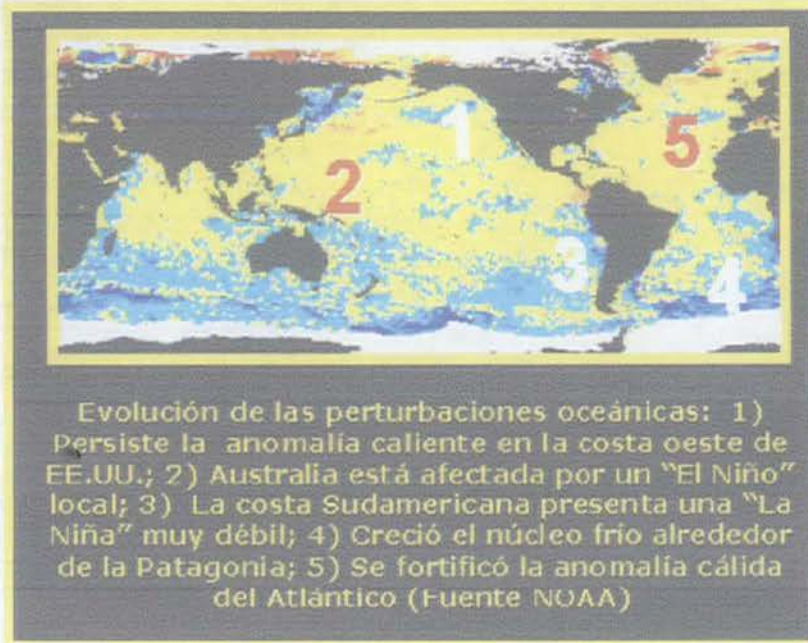 1
5
2
3
4
Evolución de las perturbaciones oceánicas: 1)
Persiste la anomalía caliente en la costa oeste de
EE.UU.; 2) Australia está afectada por un “El Niño”
local; 3) La costa Sudamericana presenta una “La
Niña” muy débil; 4) Creció el núcleo frío alrededor
de la Patagonia; 5) Se fortificó la anomalía cálida
del Atlántico (Fuente NOAA)